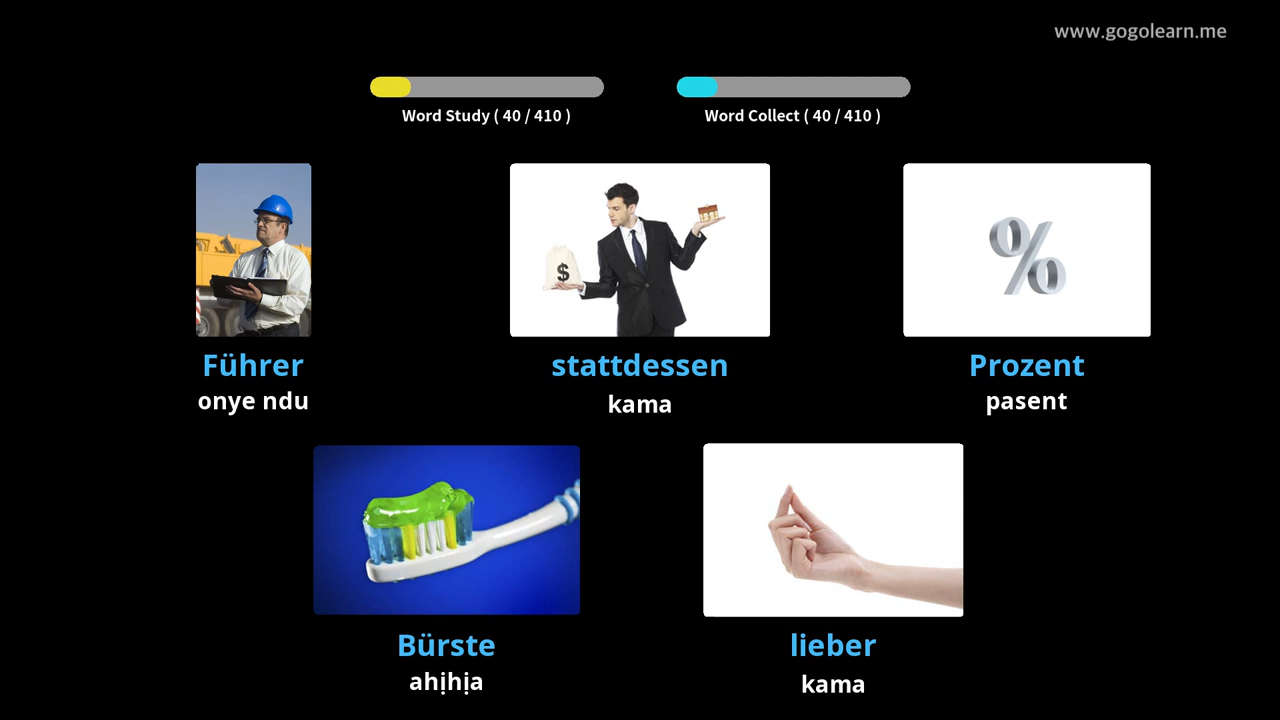 www.gogolearn.me
Word Study ( 40 / 410 )
Word Collect ( 40 / 410 )
$
%
Führer
stattdessen
Prozent
onye ndu
kama
pasent
Bürste
lieber
ahịhịa
kama